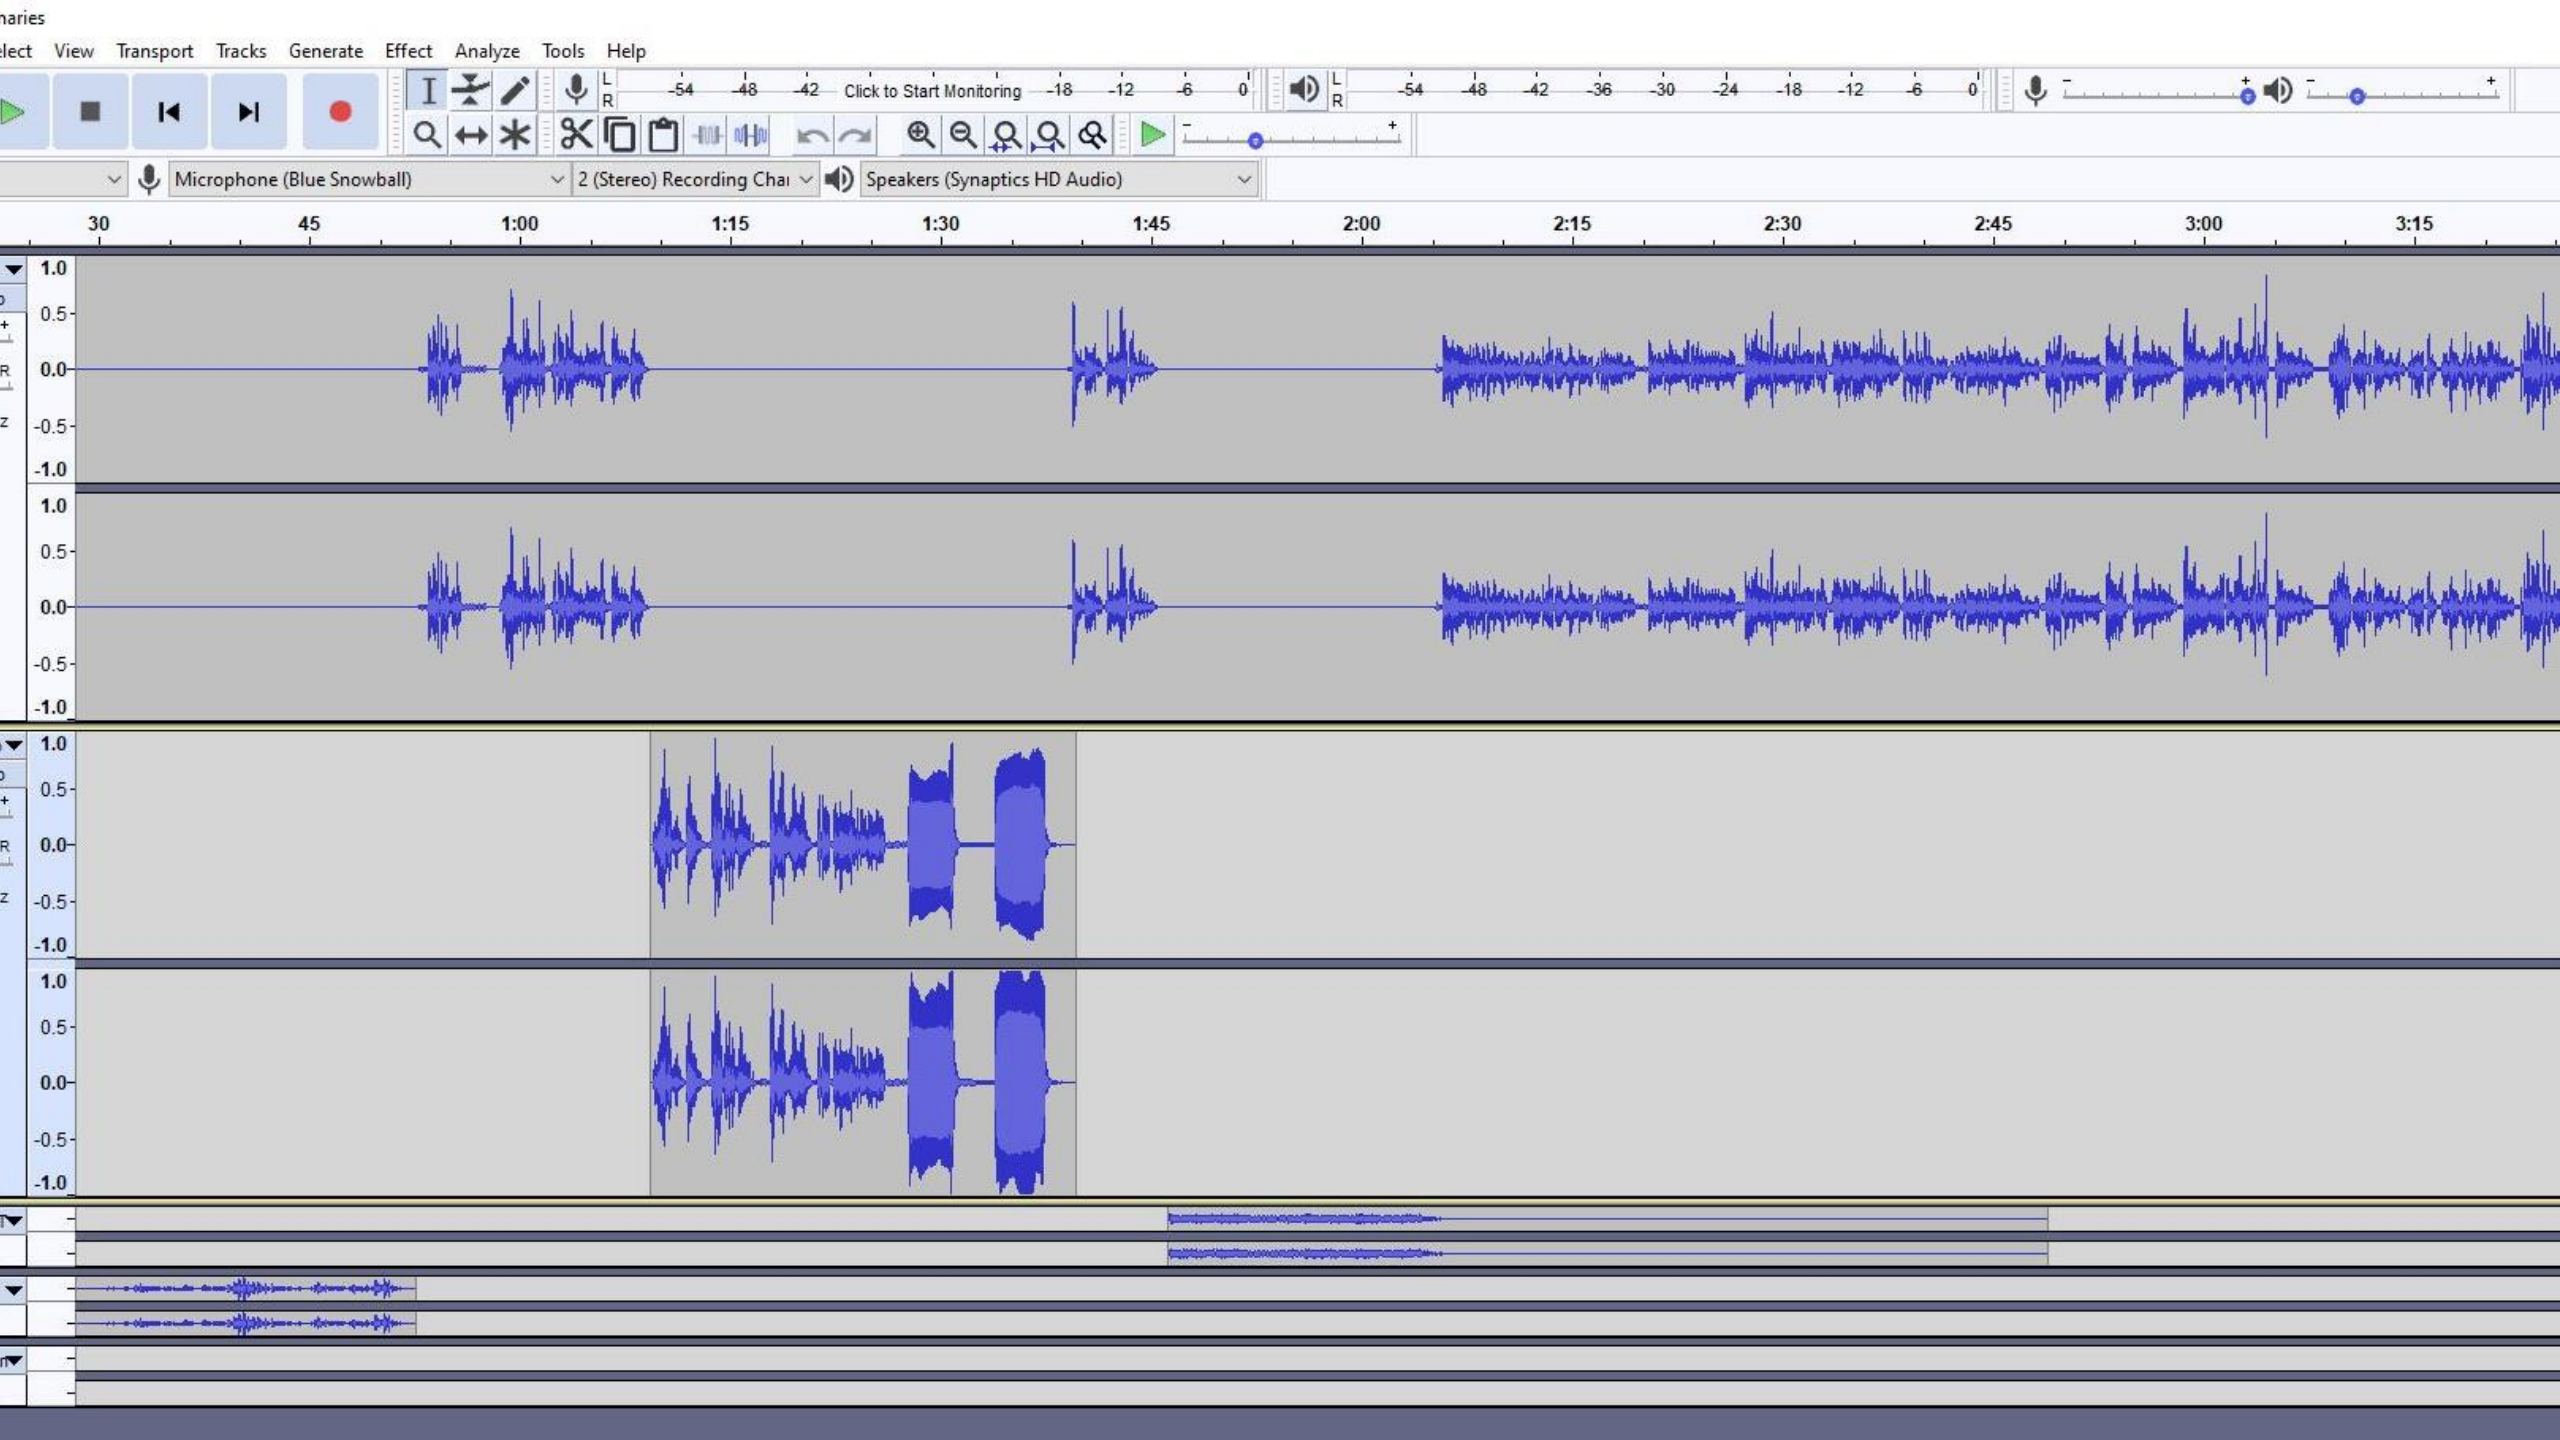 naries
elect View Transport Tracks Generate Effect Analyze Tools Help
L R -54 -48 -42 Click to Start Monitoring -18 -12 -6 0 L R -54 -48 -42 -36 -30 -24 -18 -12 -6 0 - + - +
- +
Microphone (Blue Snowball) 2 (Stereo) Recording Chai Speakers (Synaptics HD Audio)
30 45 1:00 1:15 1:30 1:45 2:00 2:15 2:30 2:45 3:00 3:15
1.0
0.5
+
R 0.0
z -0.5
-1.0
1.0
0.5
0.0
-0.5
-1.0
1.0
0.5
+
R 0.0
z -0.5
-1.0
1.0
0.5
0.0
-0.5
-1.0